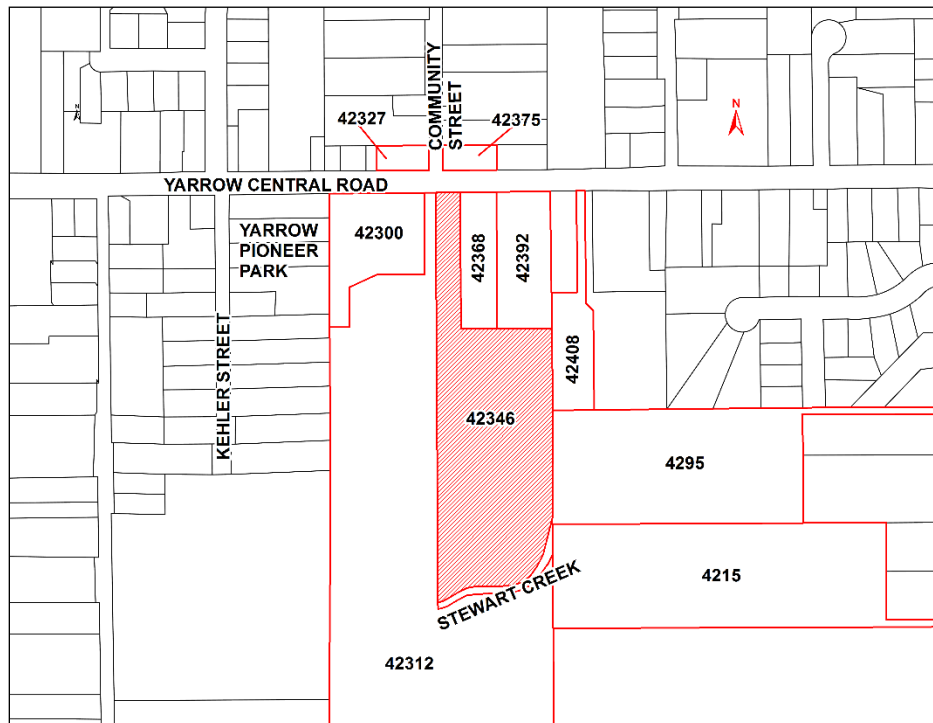 COMMUNITY
STREET
42327
42375
N
N
YARROW CENTRAL ROAD
YARROW
PIONEER
PARK
42300
42368
42392
KEHLER STREET
42408
42346
4295
4215
STEWART CREEK
42312